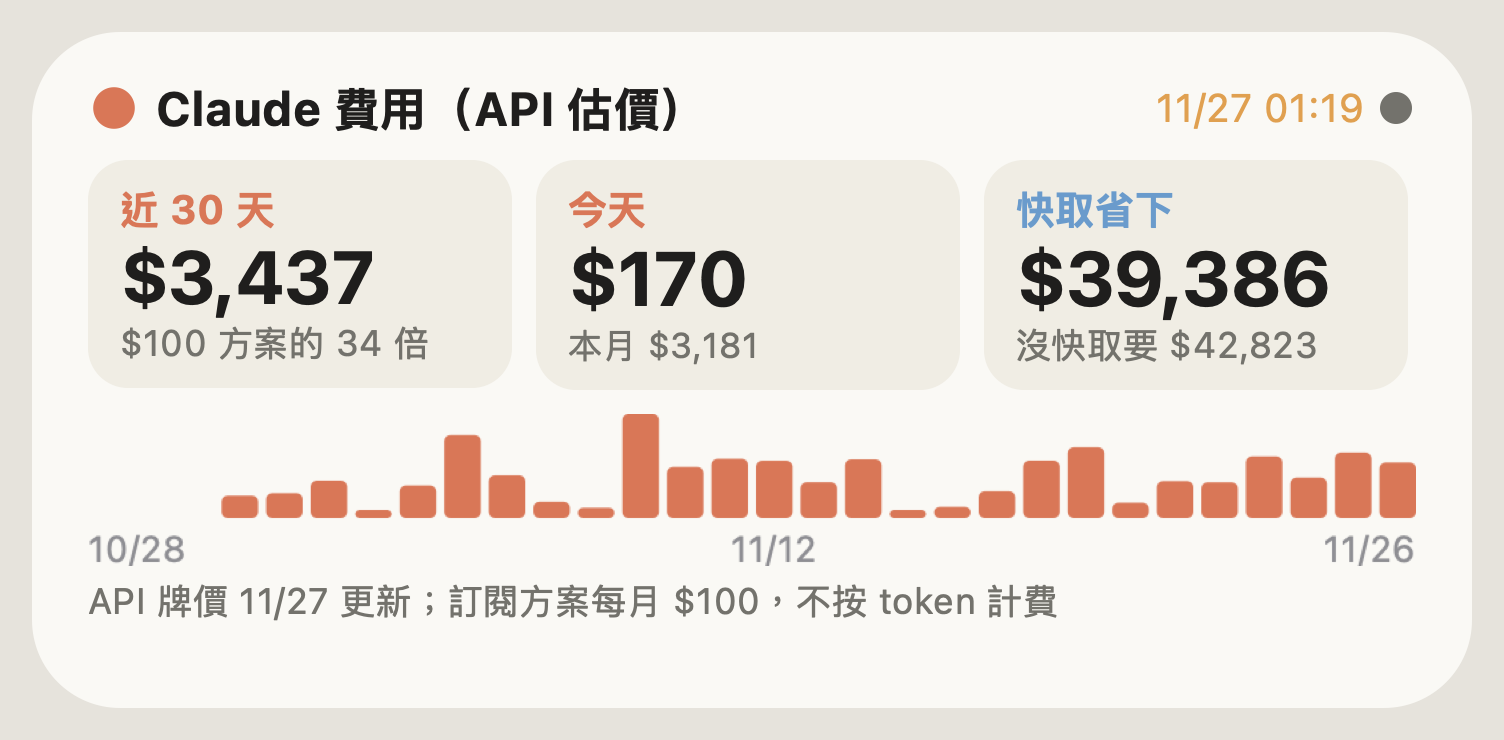 Claude 費用（API 估價）
11/27 01:19
近 30 天
$3,437
$100 方案的 34 倍
今天
$170
本月 $3,181
快取省下
$39,386
沒快取要 $42,823
10/28
11/12
11/26
API 牌價 11/27 更新；訂閱方案每月 $100，不按 token 計費